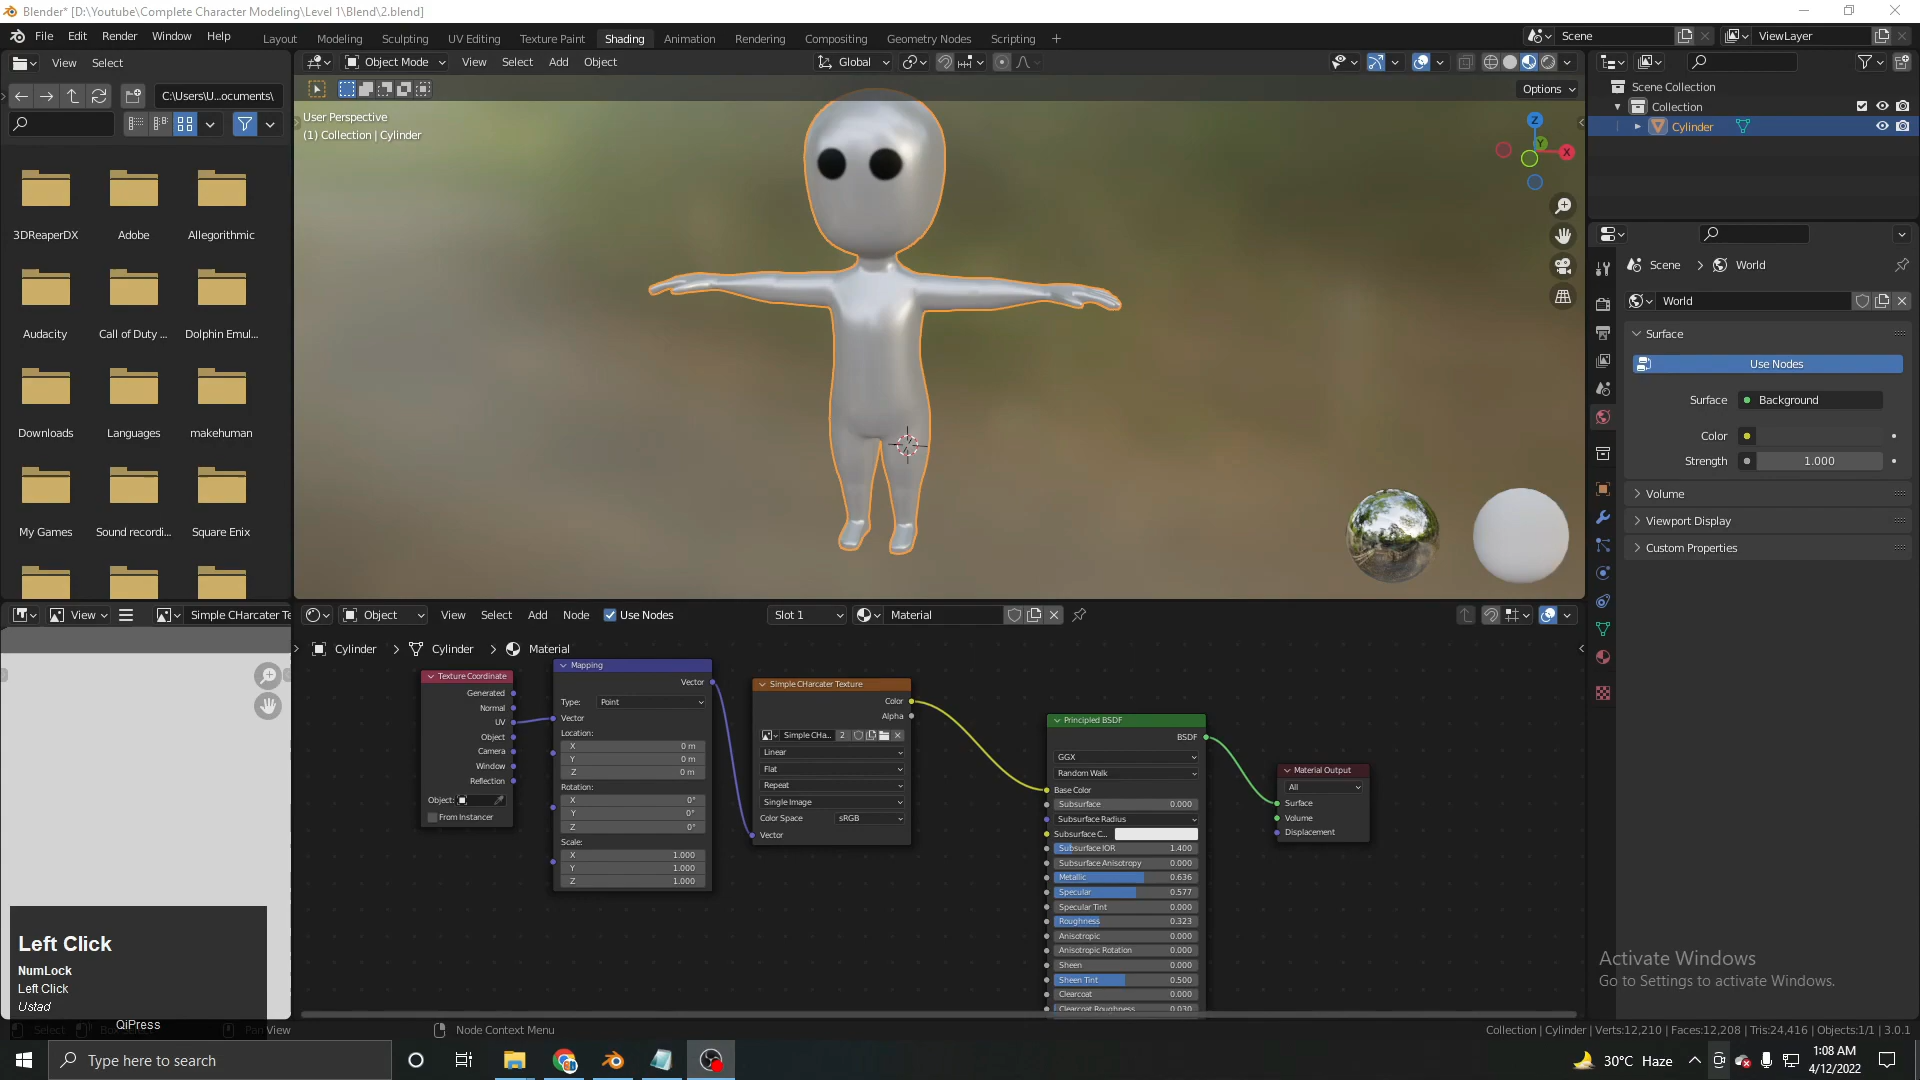 Blender* [D:\Youtube\Complete Character Modeling\Level 1\Blend\2.blend]
File Edit Render Window Help
Layout Modeling Sculpting UV Editing Texture Paint Shading Animation Rendering Compositing Geometry Nodes Scripting +
Scene
ViewLayer
View Select
Object Mode View Select Add Object
Global
C:\Users\U...ocuments\
Options
User Perspective
(1) Collection | Cylinder
Z
Y
X
3DReaperDX Adobe Allegorithmic
Audacity Call of Duty ... Dolphin Emul...
Downloads Languages makehuman
My Games Sound recordi... Square Enix
Scene Collection
Collection
Cylinder
Scene > World
World
Surface
Use Nodes
Surface Background
Color
Strength 1.000
Volume
Viewport Display
Custom Properties
View
Simple CHarcater Te
Object View Select Add Node Use Nodes
Slot 1
Material
Cylinder > Cylinder > Material
Texture Coordinate
Generated
Normal
UV
Object
Camera
Window
Reflection
Object:
From Instancer
Mapping
Vector
Type: Point
Vector
Location:
X 0 m
Y 0 m
Z 0 m
Rotation:
X 0°
Y 0°
Z 0°
Scale:
X 1.000
Y 1.000
Z 1.000
Simple CHarcater Texture
Color
Alpha
Simple CHa.. 2
Linear
Flat
Repeat
Single Image
Color Space sRGB
Vector
Principled BSDF
BSDF
GGX
Random Walk
Base Color
Subsurface 0.000
Subsurface Radius
Subsurface C..
Subsurface IOR 1.400
Subsurface Anisotropy 0.000
Metallic 0.636
Specular 0.577
Specular Tint 0.000
Roughness 0.323
Anisotropic 0.000
Anisotropic Rotation 0.000
Sheen 0.000
Sheen Tint 0.500
Clearcoat 0.000
Clearcoat Roughness 0.030
Material Output
All
Surface
Volume
Displacement
Left Click
NumLock
Left Click
Ustad
QiPress
Activate Windows
Go to Settings to activate Windows.
Select
Pan View
Node Context Menu
Collection | Cylinder | Verts:12,210 | Faces:12,208 | Tris:24,416 | Objects:1/1 | 3.0.1
Type here to search
30°C Haze
1:08 AM
4/12/2022